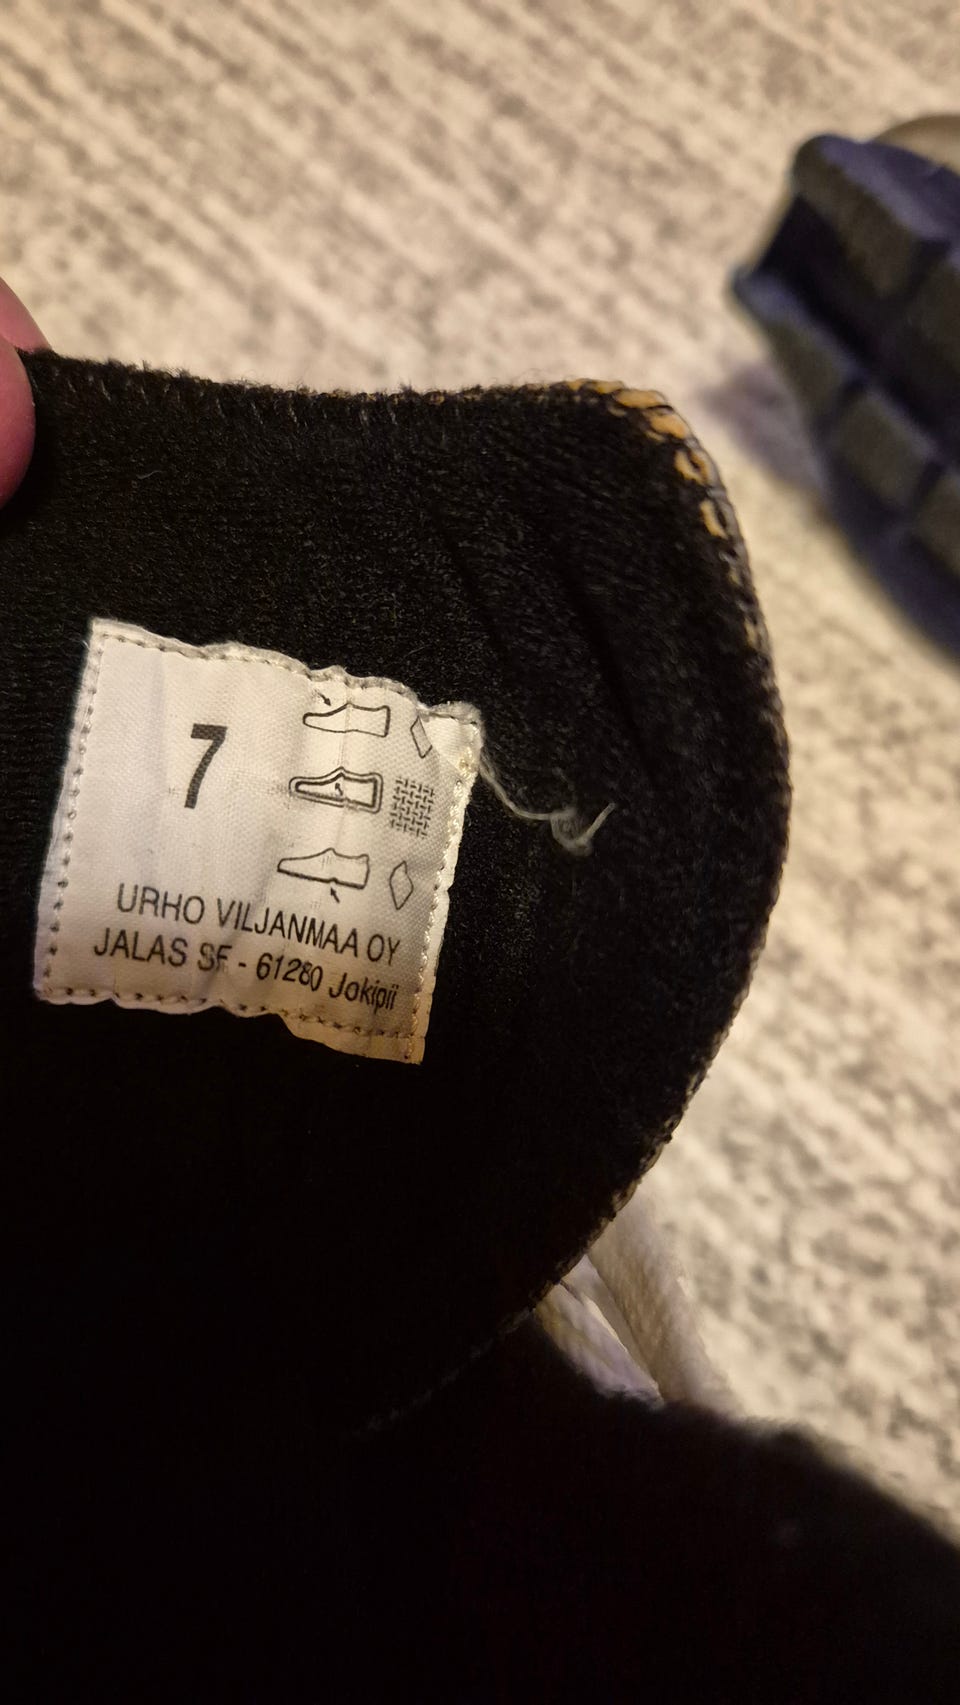 7
URHO VILJANMAA OY
JALAS SF - 61280 Jokipii